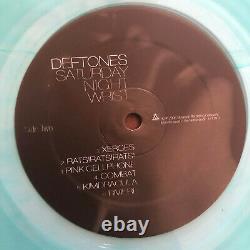 DEFTONES
SATURDAY
NIGHT
WRIST
Side Two
1. XERCES
2. RATS!RATS!RATS!
3. PINK CELLPHONE
4. COMBAT
5. KIMDRACULA
6. RIVIERE